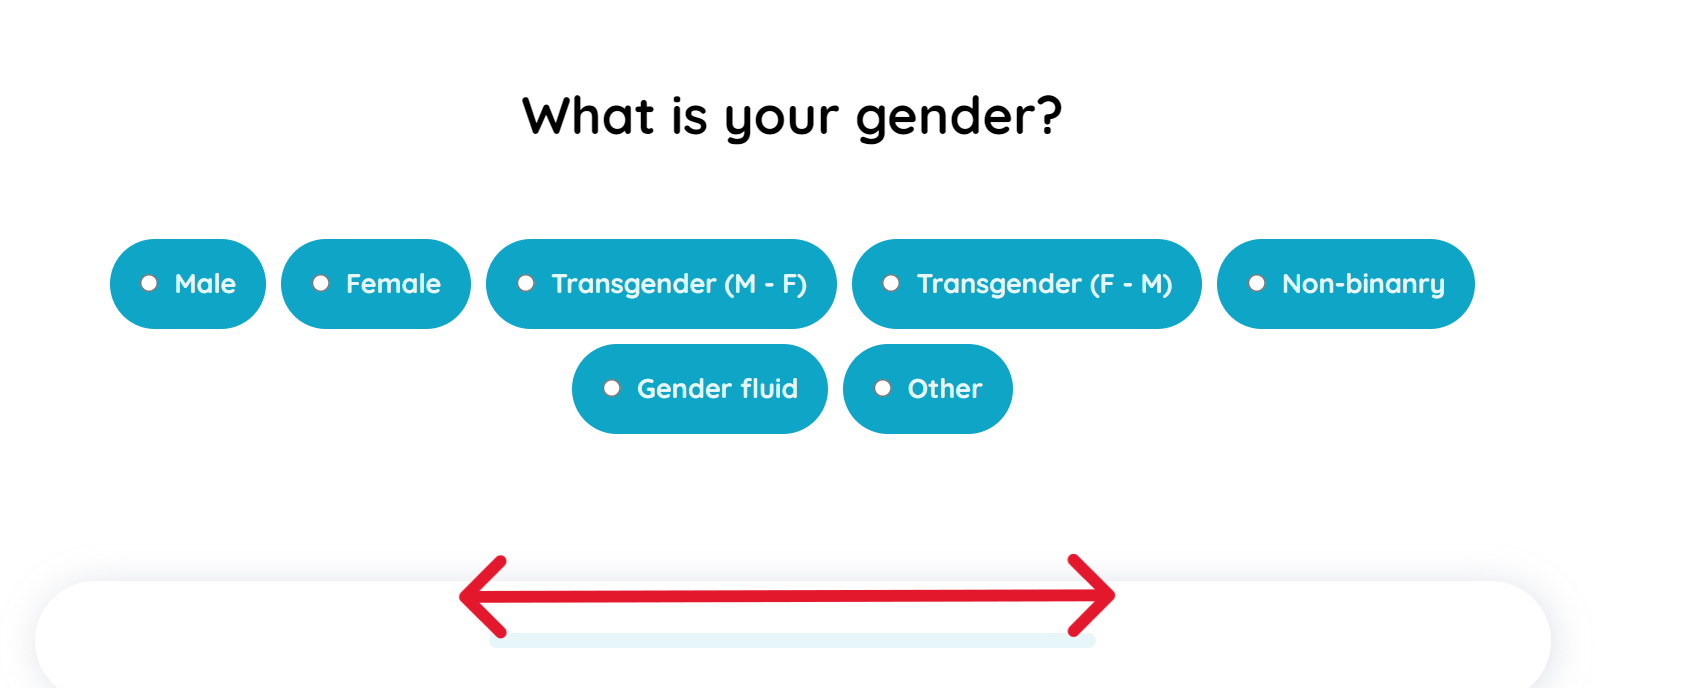 What is your gender?
Male Female Transgender (M - F) Transgender (F - M) Non-binanry
Gender fluid Other